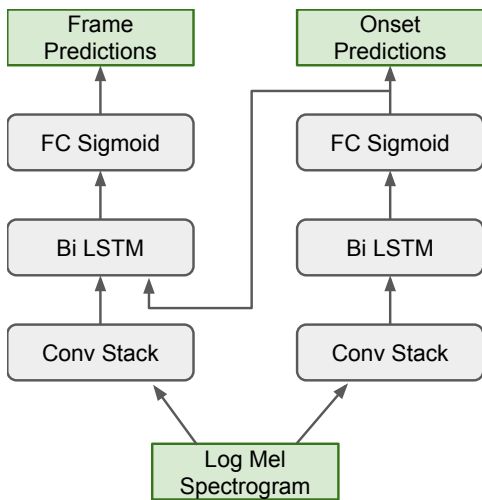 Frame
Predictions
Onset
Predictions
FC Sigmoid
FC Sigmoid
Bi LSTM
Bi LSTM
Conv Stack
Conv Stack
Log Mel
Spectrogram